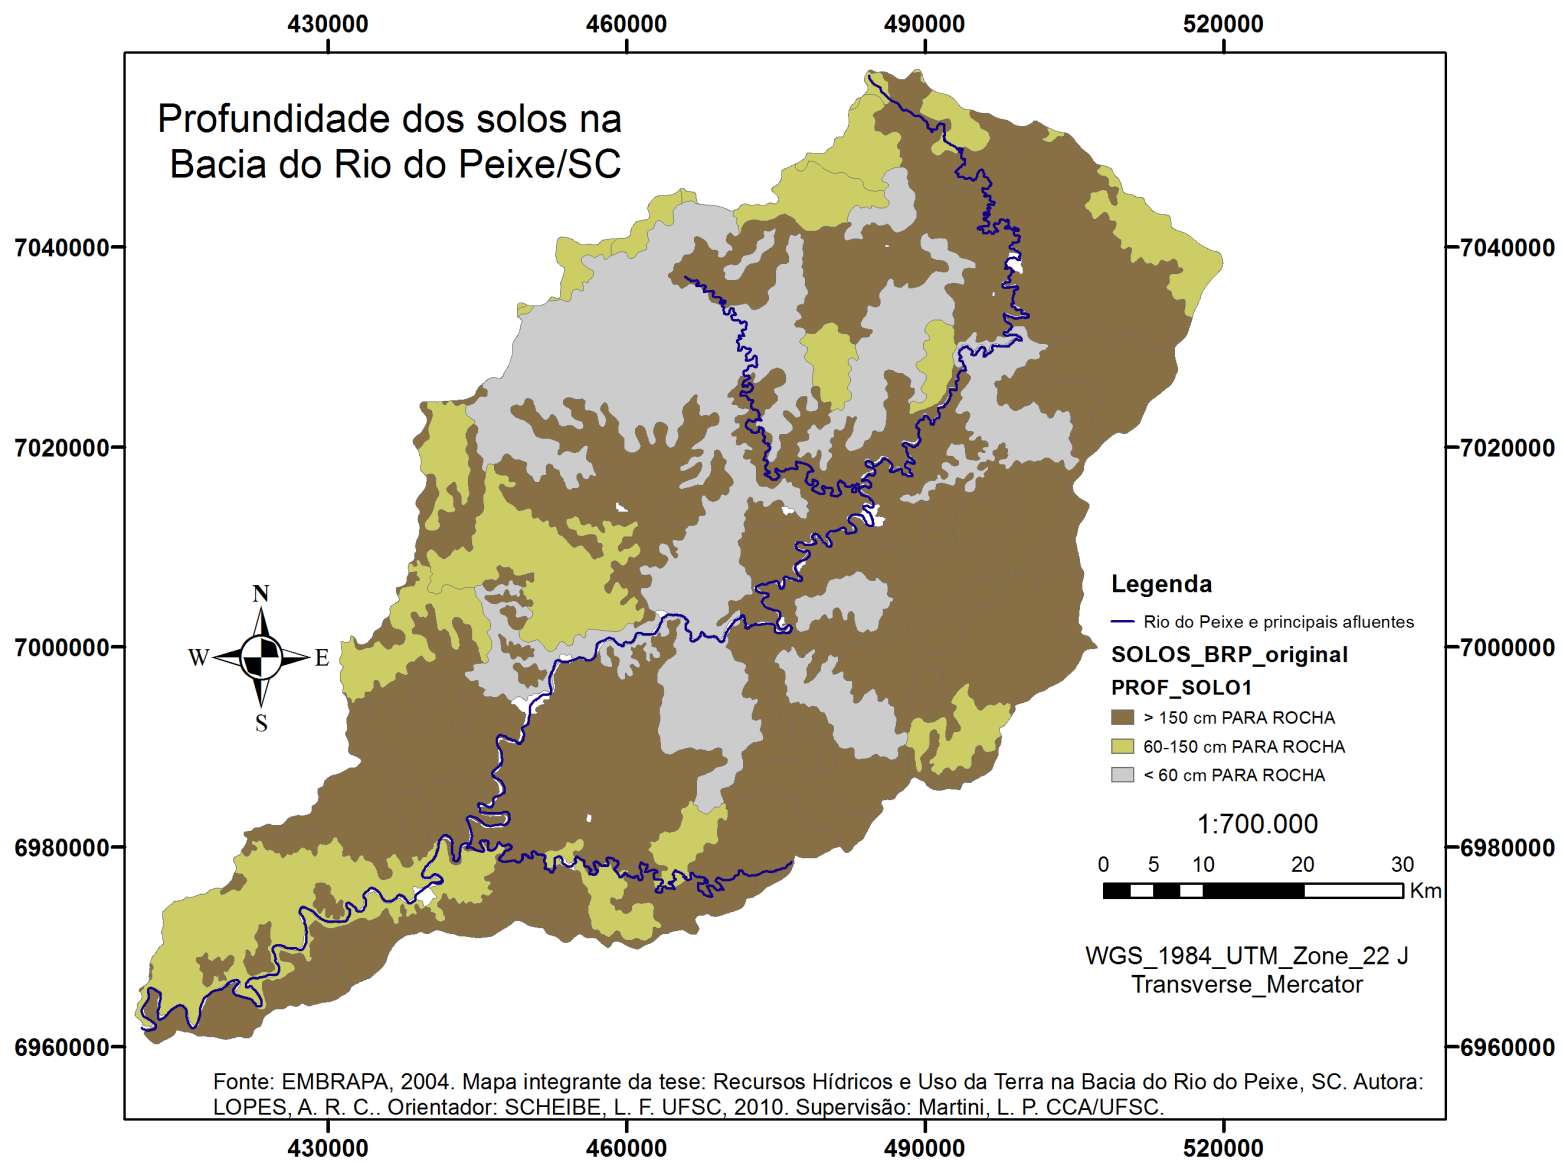 430000
460000
490000
520000
Profundidade dos solos na
Bacia do Rio do Peixe/SC
7040000
7040000
7020000
7020000
7000000
7000000
6980000
6980000
6960000
6960000
N
W
E
S
Legenda
Rio do Peixe e principais afluentes
SOLOS_BRP_original
PROF_SOLO1
> 150 cm PARA ROCHA
60-150 cm PARA ROCHA
< 60 cm PARA ROCHA
1:700.000
0 5 10 20 30
Km
WGS_1984_UTM_Zone_22 J
Transverse_Mercator
Fonte: EMBRAPA, 2004. Mapa integrante da tese: Recursos Hídricos e Uso da Terra na Bacia do Rio do Peixe, SC. Autora:
LOPES, A. R. C.. Orientador: SCHEIBE, L. F. UFSC, 2010. Supervisão: Martini, L. P. CCA/UFSC.
430000
460000
490000
520000